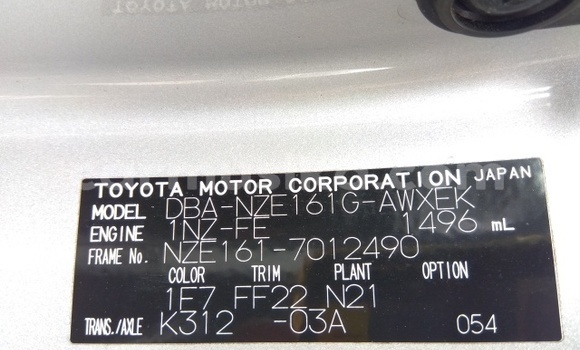 TOYOTA MOTOR CORPORATION JAPAN
MODEL DBA-NZE161G-AWXEK
ENGINE 1NZ-FE 1496 mL
FRAME No. NZE161-7012490
COLOR TRIM PLANT OPTION
1E7 FF22 N21
TRANS./AXLE K312 -03A 054